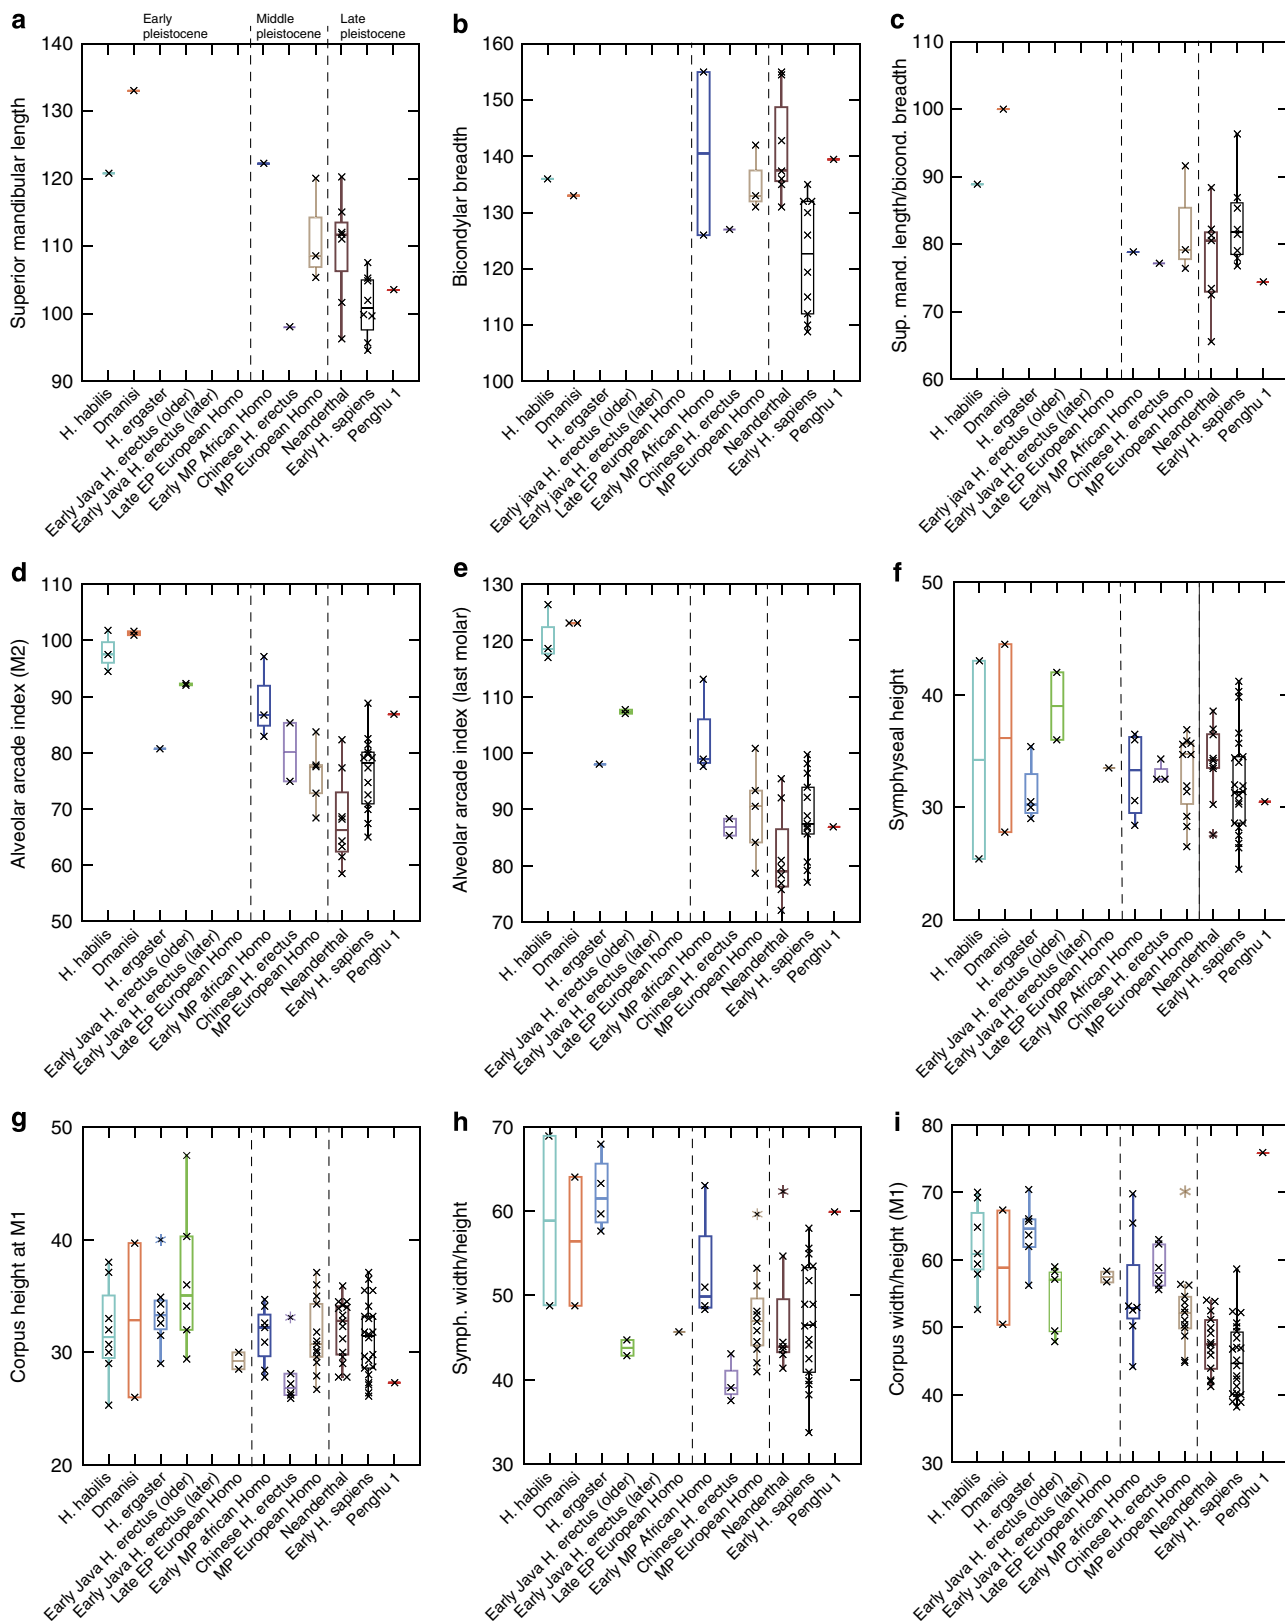 a
Early pleistocene
Middle pleistocene
Late pleistocene
Superior mandibular length
140
130
120
110
100
90
H. habilis
Dmanisi
H. ergaster
Early Java H. erectus (older)
Early Java H. erectus (later)
Late EP European Homo
Early MP African Homo
Chinese H. erectus
MP European Homo
Neanderthal
Early H. sapiens
Penghu 1
b
Bicondylar breadth
160
150
140
130
120
110
100
H. habilis
Dmanisi
H. ergaster
Early java H. erectus (older)
Early java H. erectus (later)
Late EP european Homo
Early MP African Homo
Chinese H. erectus
MP European Homo
Neanderthal
Early H. sapiens
Penghu 1
c
Sup. mand. length/bicond. breadth
110
100
90
80
70
60
H. habilis
Dmanisi
H. ergaster
Early java H. erectus (older)
Early Java H. erectus (later)
Late EP European Homo
Early MP African Homo
Chinese H. erectus
MP European Homo
Neanderthal
Early H. sapiens
Penghu 1
d
Alveolar arcade index (M2)
110
100
90
80
70
60
50
H. habilis
Dmanisi
H. ergaster
Early Java H. erectus (older)
Early Java H. erectus (later)
Late EP European Homo
Early MP african Homo
Chinese H. erectus
MP European Homo
Neanderthal
Early H. sapiens
Penghu 1
e
Alveolar arcade index (last molar)
130
120
110
100
90
80
70
H. habilis
Dmanisi
H. ergaster
Early Java H. erectus (older)
Early Java H. erectus (later)
Late EP European homo
Early MP african Homo
Chinese H. erectus
MP European Homo
Neanderthal
Early H. sapiens
Penghu 1
f
Symphyseal height
50
40
30
20
H. habilis
Dmanisi
H. ergaster
Early Java H. erectus (older)
Early Java H. erectus (later)
Late EP European Homo
Early MP African Homo
Chinese H. erectus
MP European Homo
Neanderthal
Early H. sapiens
Penghu 1
g
Corpus height at M1
50
40
30
20
H. habilis
Dmanisi
H. ergaster
Early Java H. erectus (older)
Early Java H. erectus (later)
Late EP European Homo
Early MP african Homo
Chinese H. erectus
MP European Homo
Neanderthal
Early H. sapiens
Penghu 1
h
Symph. width/height
70
60
50
40
30
H. habilis
Dmanisi
H. ergaster
Early Java H. erectus (older)
Early Java H. erectus (later)
Late EP European Homo
Early MP African Homo
Chinese H. erectus
MP European Homo
Neanderthal
Early H. sapiens
Penghu 1
i
Corpus width/height (M1)
80
70
60
50
40
30
H. habilis
Dmanisi
H. ergaster
Early Java H. erectus (older)
Early Java H. erectus (later)
Late EP European Homo
Early MP african Homo
Chinese H. erectus
MP european Homo
Neanderthal
Early H. sapiens
Penghu 1